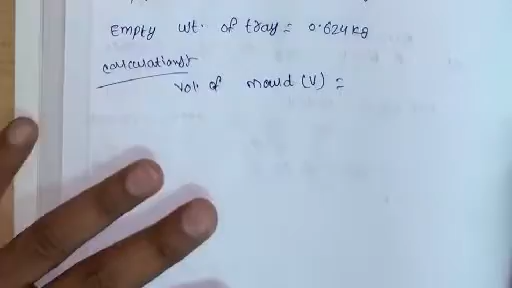 Empty wt. of tray = 0.624 kg
Calculations:
Vol. of mould (V) =